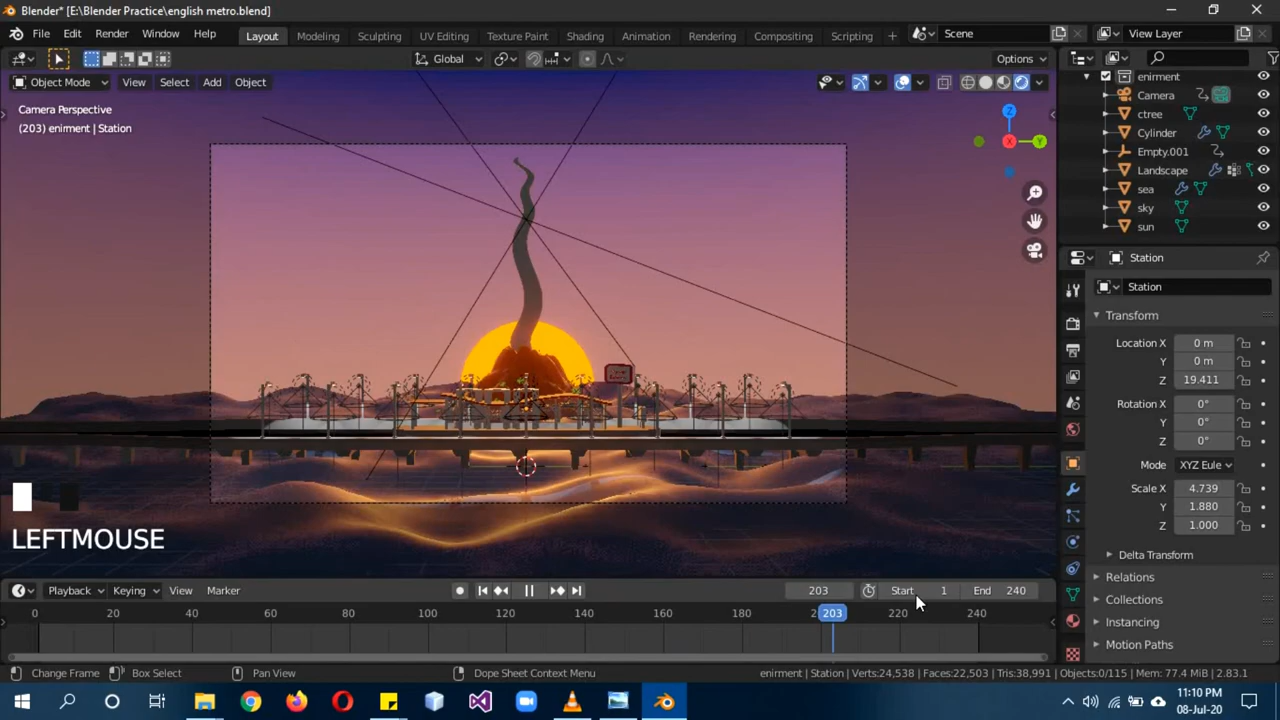 Blender* [E:\Blender Practice\english metro.blend]
File Edit Render Window Help Layout Modeling Sculpting UV Editing Texture Paint Shading Animation Rendering Compositing Scripting + Scene View Layer
Global Options
Object Mode View Select Add Object
Camera Perspective
(203) enirment | Station
Z
Y
X
enirment
Camera
ctree
Cylinder
Empty.001
Landscape
sea
sky
sun
Station
Station
Transform
Location X 0 m
Y 0 m
Z 19.411
Rotation X 0°
Y 0°
Z 0°
Mode XYZ Eule
Scale X 4.739
Y 1.880
Z 1.000
Delta Transform
Relations
Collections
Instancing
Motion Paths
LEFTMOUSE
Playback Keying View Marker 203 Start 1 End 240
0 20 40 60 80 100 120 140 160 180 203 220 240
Change Frame Box Select Pan View Dope Sheet Context Menu enirment | Station | Verts:24,538 | Faces:22,503 | Tris:38,991 | Objects:0/115 | Mem: 77.4 MiB | 2.83.1
11:10 PM
08-Jul-20